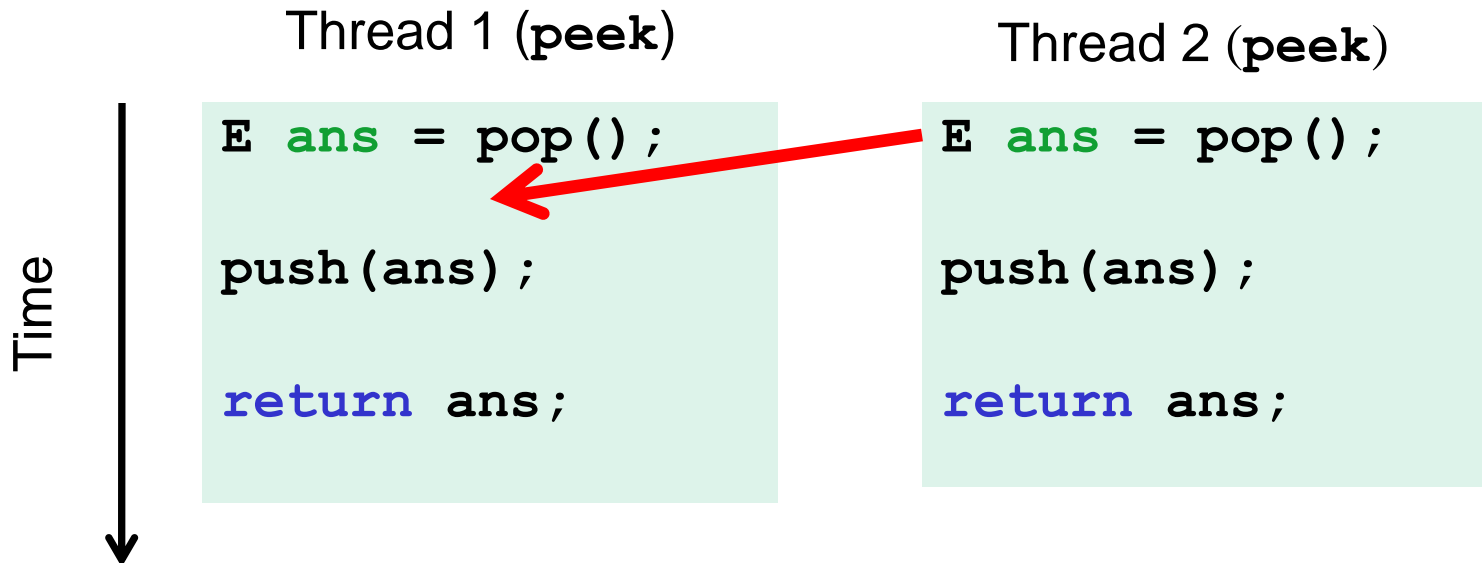 Thread 1 (peek)
Thread 2 (peek)
Time
E ans = pop();
push(ans);
return ans;
E ans = pop();
push(ans);
return ans;